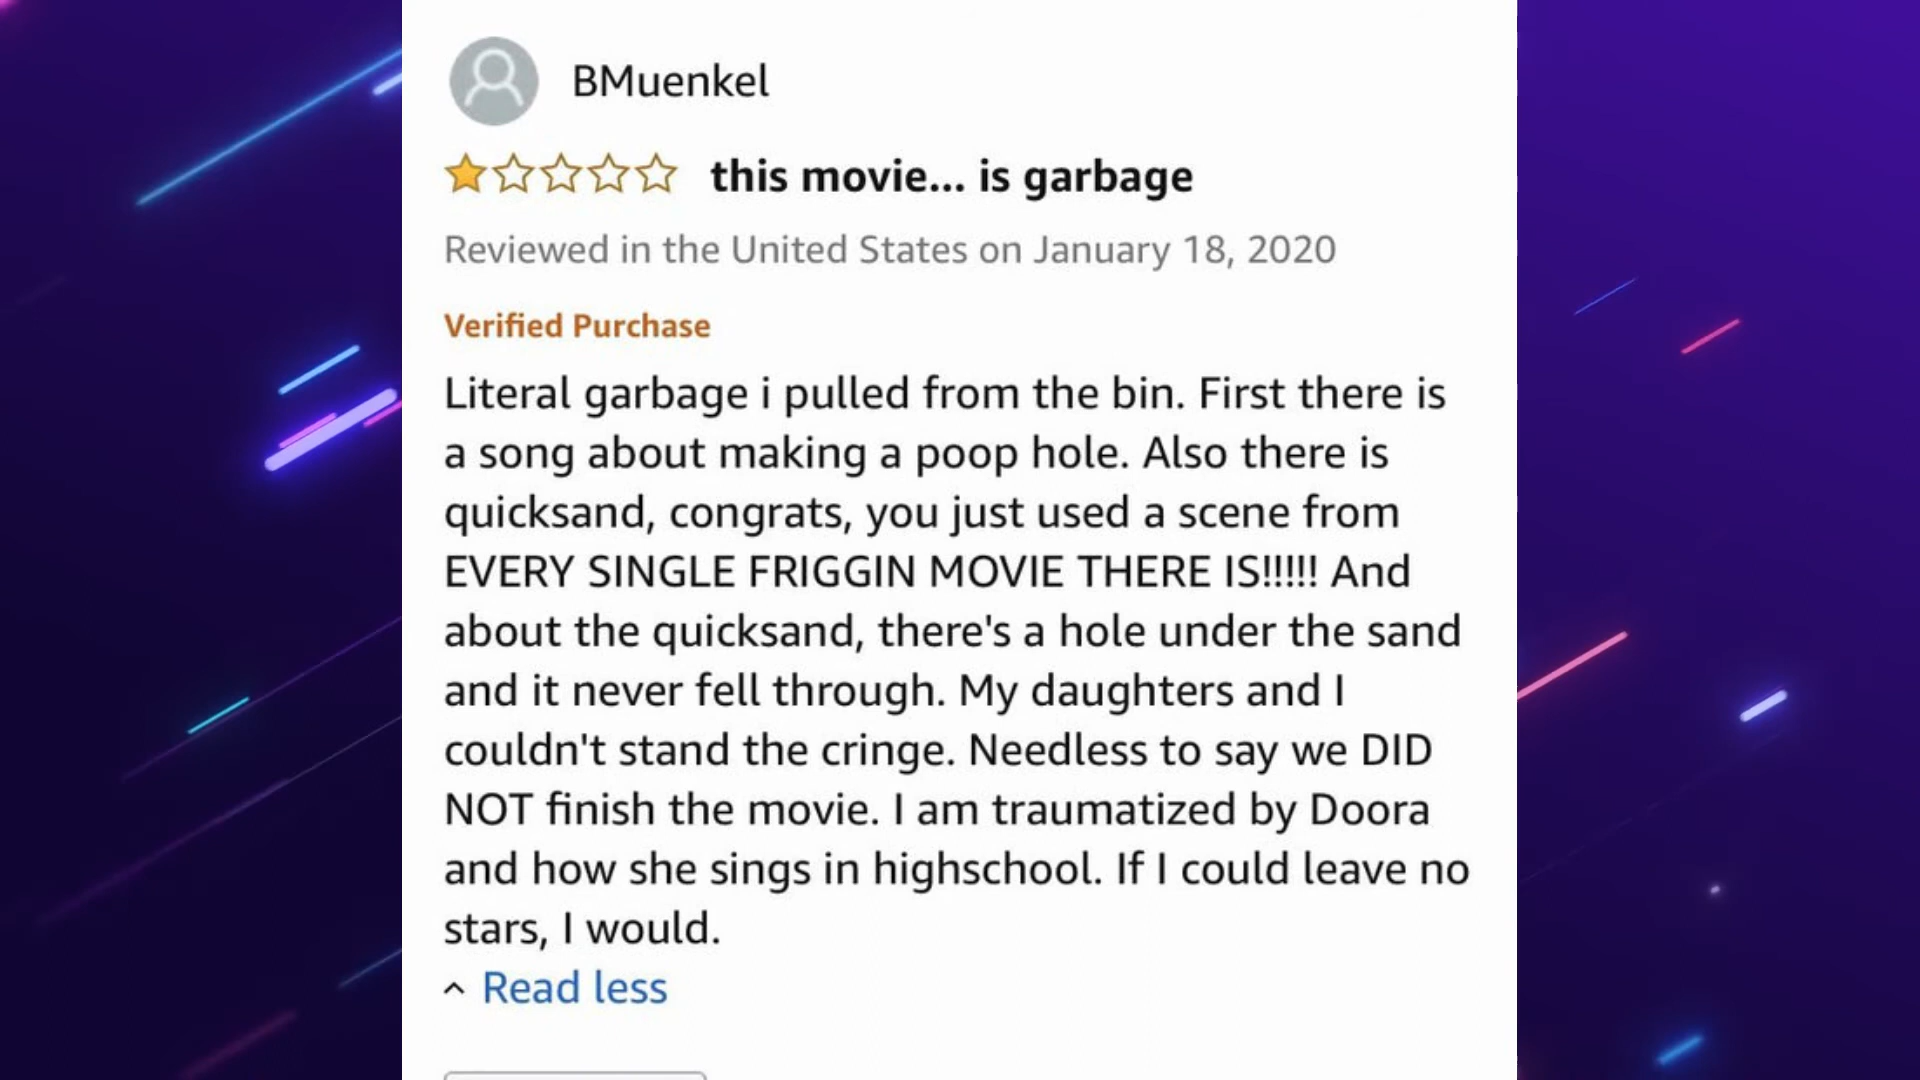 BMuenkel
this movie... is garbage
Reviewed in the United States on January 18, 2020
Verified Purchase
Literal garbage i pulled from the bin. First there is
a song about making a poop hole. Also there is
quicksand, congrats, you just used a scene from
EVERY SINGLE FRIGGIN MOVIE THERE IS!!!!! And
about the quicksand, there's a hole under the sand
and it never fell through. My daughters and I
couldn't stand the cringe. Needless to say we DID
NOT finish the movie. I am traumatized by Doora
and how she sings in highschool. If I could leave no
stars, I would.
Read less